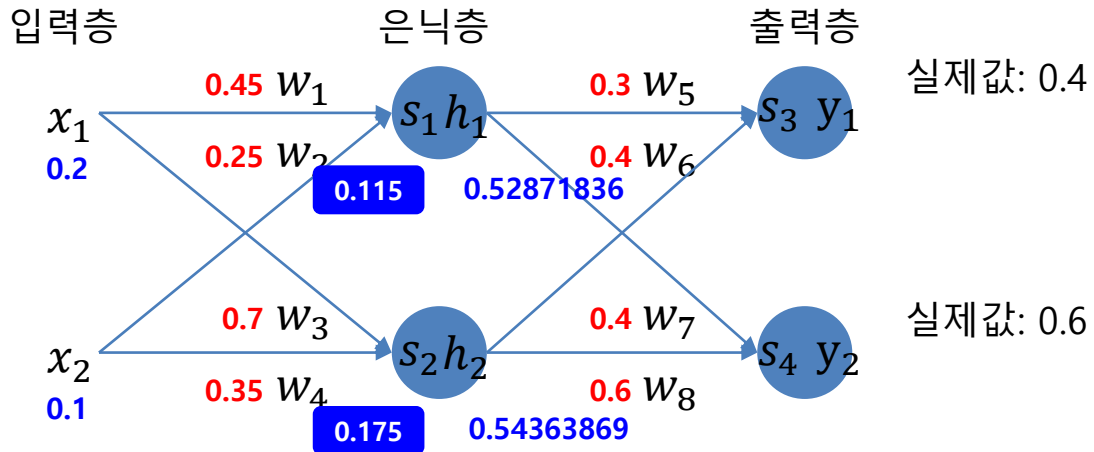 입력층 은닉층 출력층
실제값: 0.4
0.45 w₁ 0.3 w₅
x₁ s₁ h₁ s₃ y₁
0.2 0.25 w₂ 0.4 w₆
0.115 0.52871836
실제값: 0.6
0.7 w₃ 0.4 w₇
x₂ s₂ h₂ s₄ y₂
0.1 0.35 w₄ 0.6 w₈
0.175 0.54363869